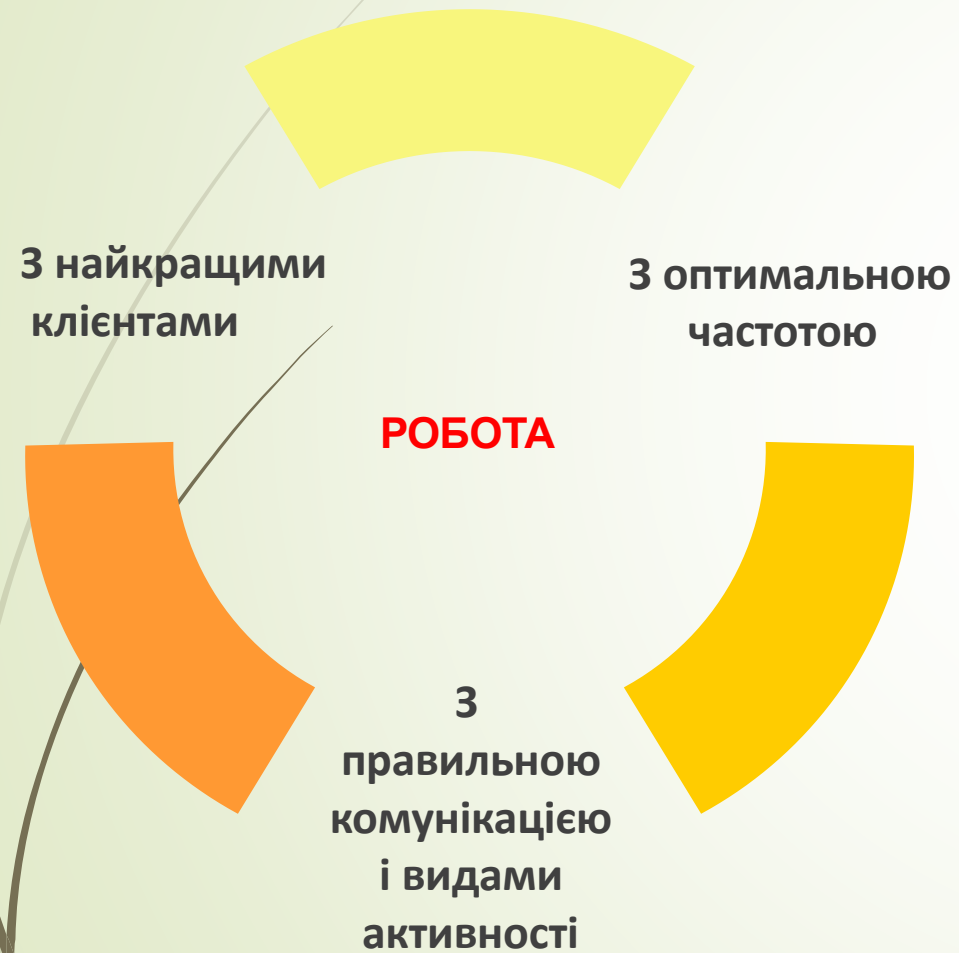 З найкращими
клієнтами
З оптимальною
частотою
РОБОТА
З
правильною
комунікацією
і видами
активності